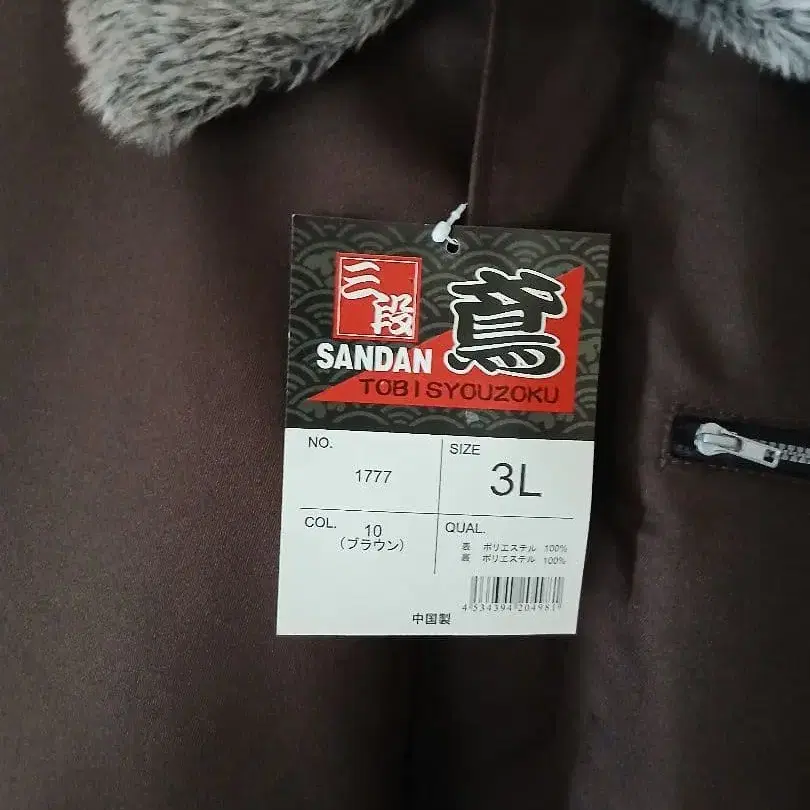 三段
鳶
SANDAN
TOBISYOUZOKU
NO.
1777
SIZE
3L
COL.
10
(ブラウン)
QUAL.
表 ポリエステル 100%
裏 ポリエステル 100%
4534394204981
中国製